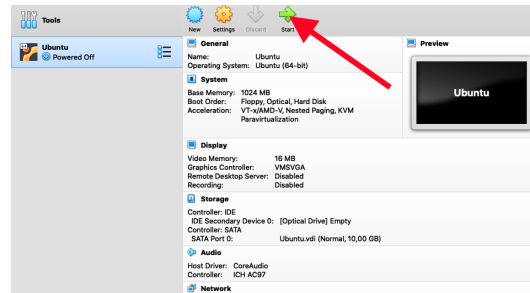 Tools
New Settings Discard Start
Ubuntu
Powered Off
General
Name: Ubuntu
Operating System: Ubuntu (64-bit)
Preview
Ubuntu
System
Base Memory: 1024 MB
Boot Order: Floppy, Optical, Hard Disk
Acceleration: VT-x/AMD-V, Nested Paging, KVM
Paravirtualization
Display
Video Memory: 16 MB
Graphics Controller: VMSVGA
Remote Desktop Server: Disabled
Recording: Disabled
Storage
Controller: IDE
IDE Secondary Device 0: [Optical Drive] Empty
Controller: SATA
SATA Port 0: Ubuntu.vdi (Normal, 10,00 GB)
Audio
Host Driver: CoreAudio
Controller: ICH AC97
Network